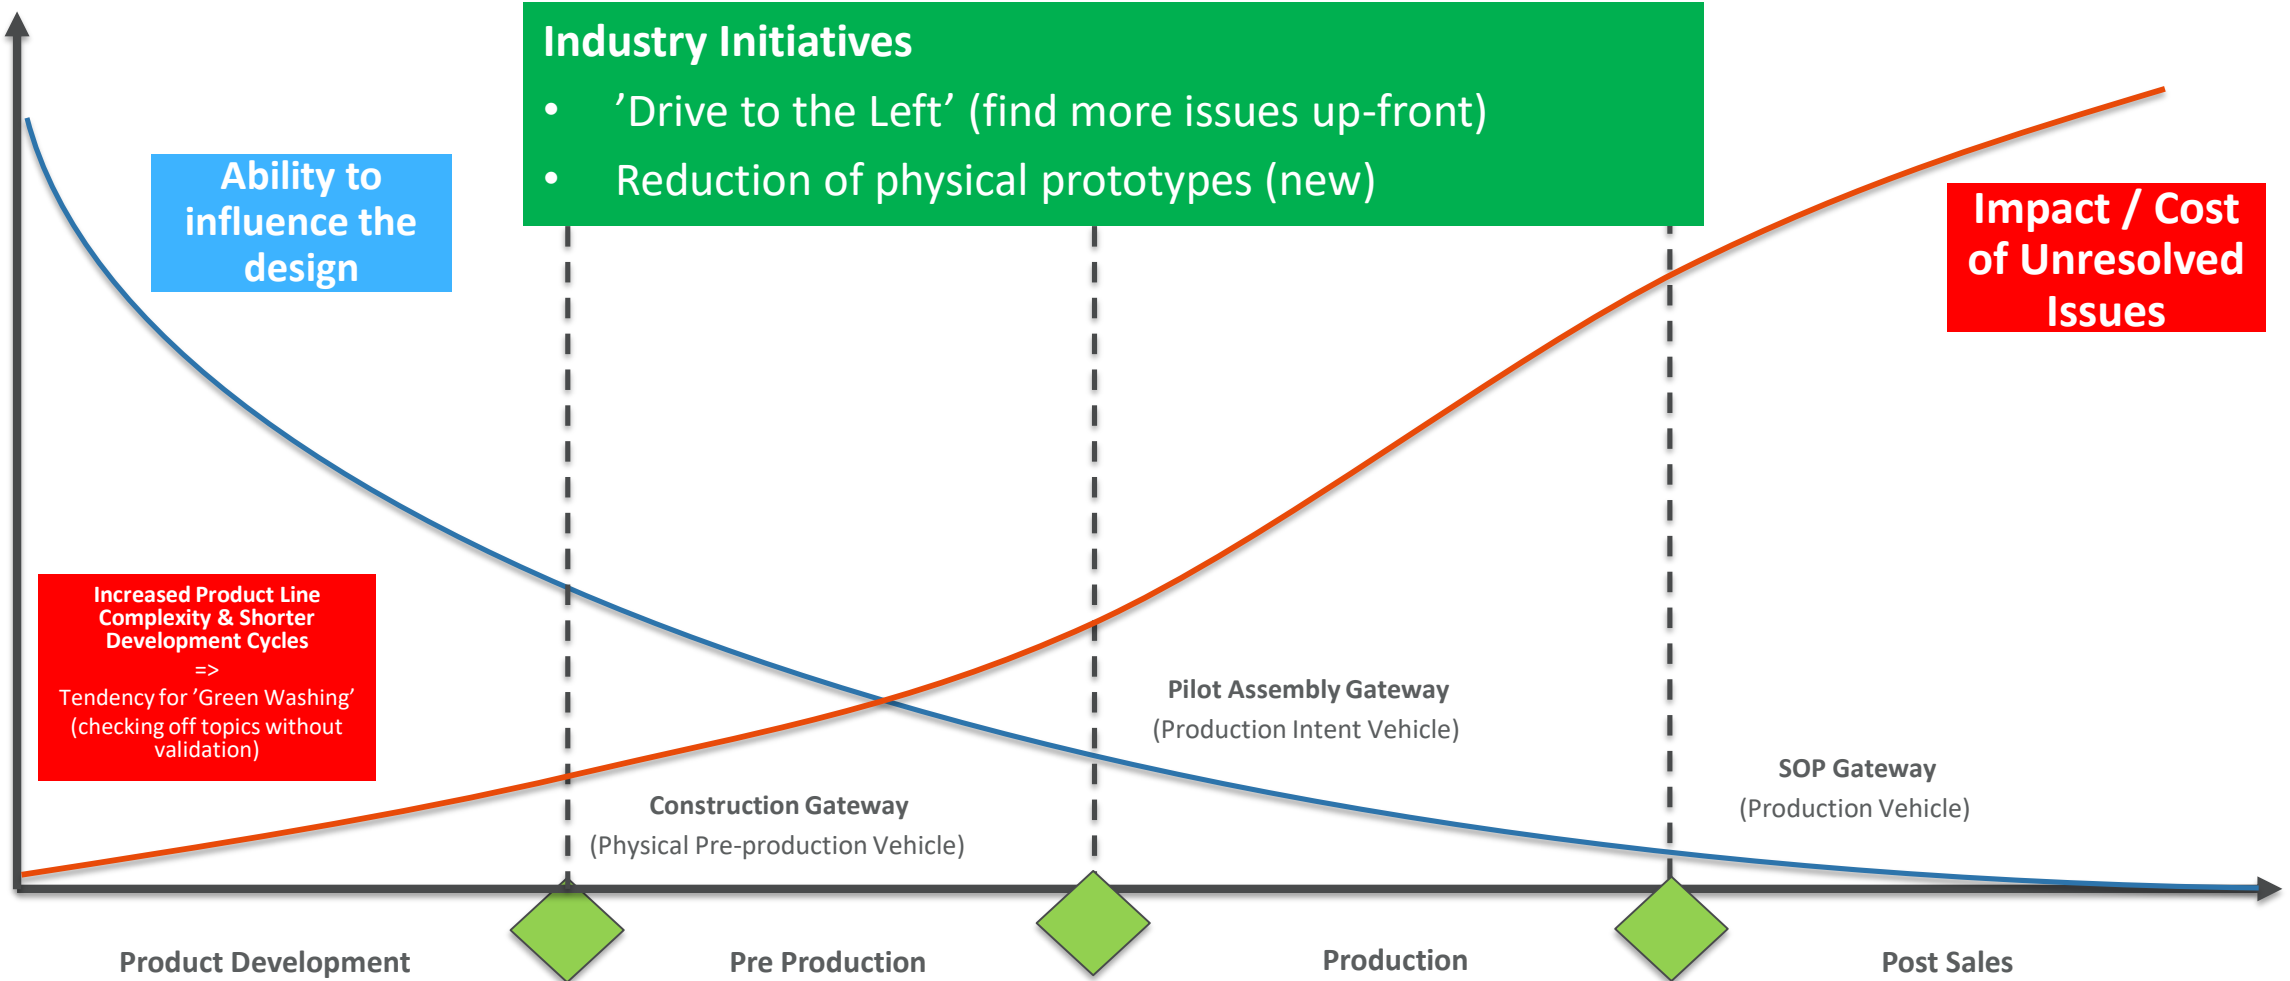 Industry Initiatives
• ’Drive to the Left’ (find more issues up-front)
• Reduction of physical prototypes (new)
Ability to
influence the
design
Impact / Cost
of Unresolved
Issues
Increased Product Line
Complexity & Shorter
Development Cycles
=>
Tendency for ’Green Washing’
(checking off topics without
validation)
Pilot Assembly Gateway
(Production Intent Vehicle)
SOP Gateway
(Production Vehicle)
Construction Gateway
(Physical Pre-production Vehicle)
Product Development
Pre Production
Production
Post Sales